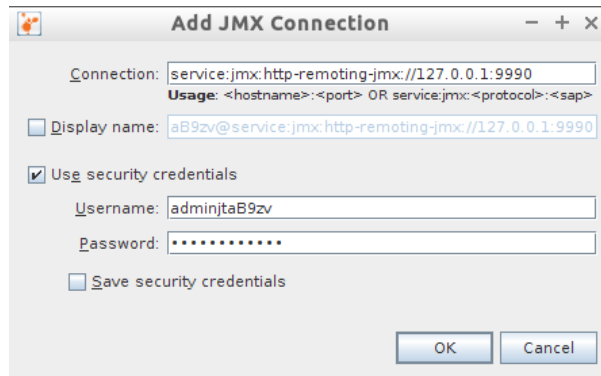 Add JMX Connection
Connection: service:jmx:http-remoting-jmx://127.0.0.1:9990
Usage: <hostname>:<port> OR service:jmx:<protocol>:<sap>
Display name: aB9zv@service:jmx:http-remoting-jmx://127.0.0.1:9990
Use security credentials
Username: adminjtaB9zv
Password: ••••••••••••
Save security credentials
OK Cancel